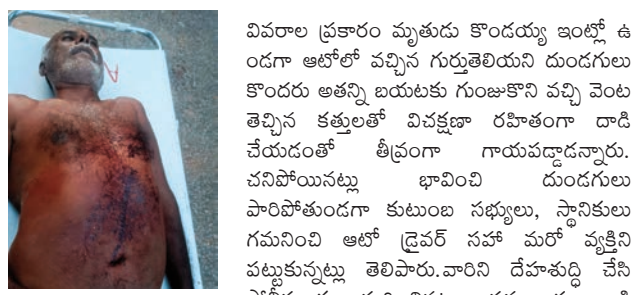 వివరాల ప్రకారం మృతుడు కొండయ్య ఇంట్లో ఉ
ండగా ఆటోలో వచ్చిన గుర్తుతెలియని దుండగులు
కొందరు అతన్ని బయటకు గుంజుకొని వచ్చి వెంట
తెచ్చిన కత్తులతో విచక్షణా రహితంగా దాడి
చేయడంతో తీవ్రంగా గాయపడ్డాడన్నారు.
చనిపోయినట్లు భావించి దుండగులు
పారిపోతుండగా కుటుంబ సభ్యులు, స్థానికులు
గమనించి ఆటో డ్రైవర్ సహా మరో వ్యక్తిని
పట్టుకున్నట్లు తెలిపారు.వారిని దేహశుద్ధి చేసి